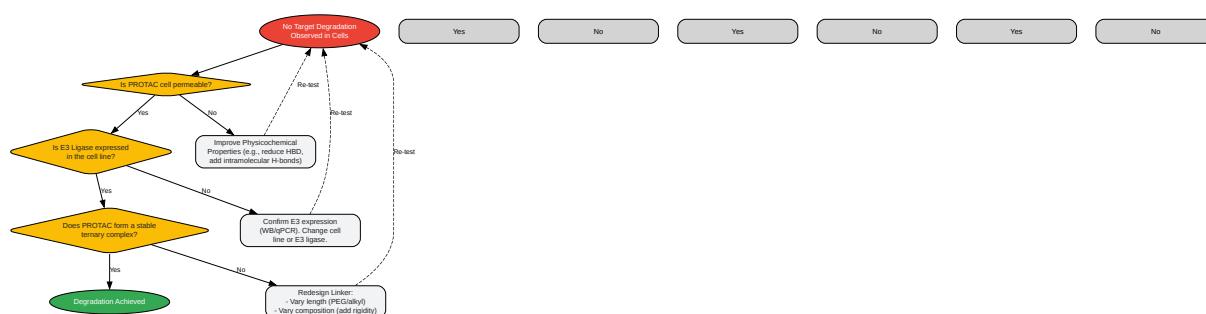 No Target Degradation
Observed in Cells
Yes
No
Yes
No
Yes
No
Is PROTAC cell permeable?
Re-test
Yes
No
Re-test
Improve Physicochemical
Properties (e.g., reduce HBD,
add intramolecular H-bonds)
Is E3 Ligase expressed
in the cell line?
Re-test
Yes
No
Confirm E3 expression
(WB/qPCR). Change cell
line or E3 ligase.
Does PROTAC form a stable
ternary complex?
Yes
No
Redesign Linker:
- Vary length (PEG/alkyl)
- Vary composition (add rigidity)
Degradation Achieved